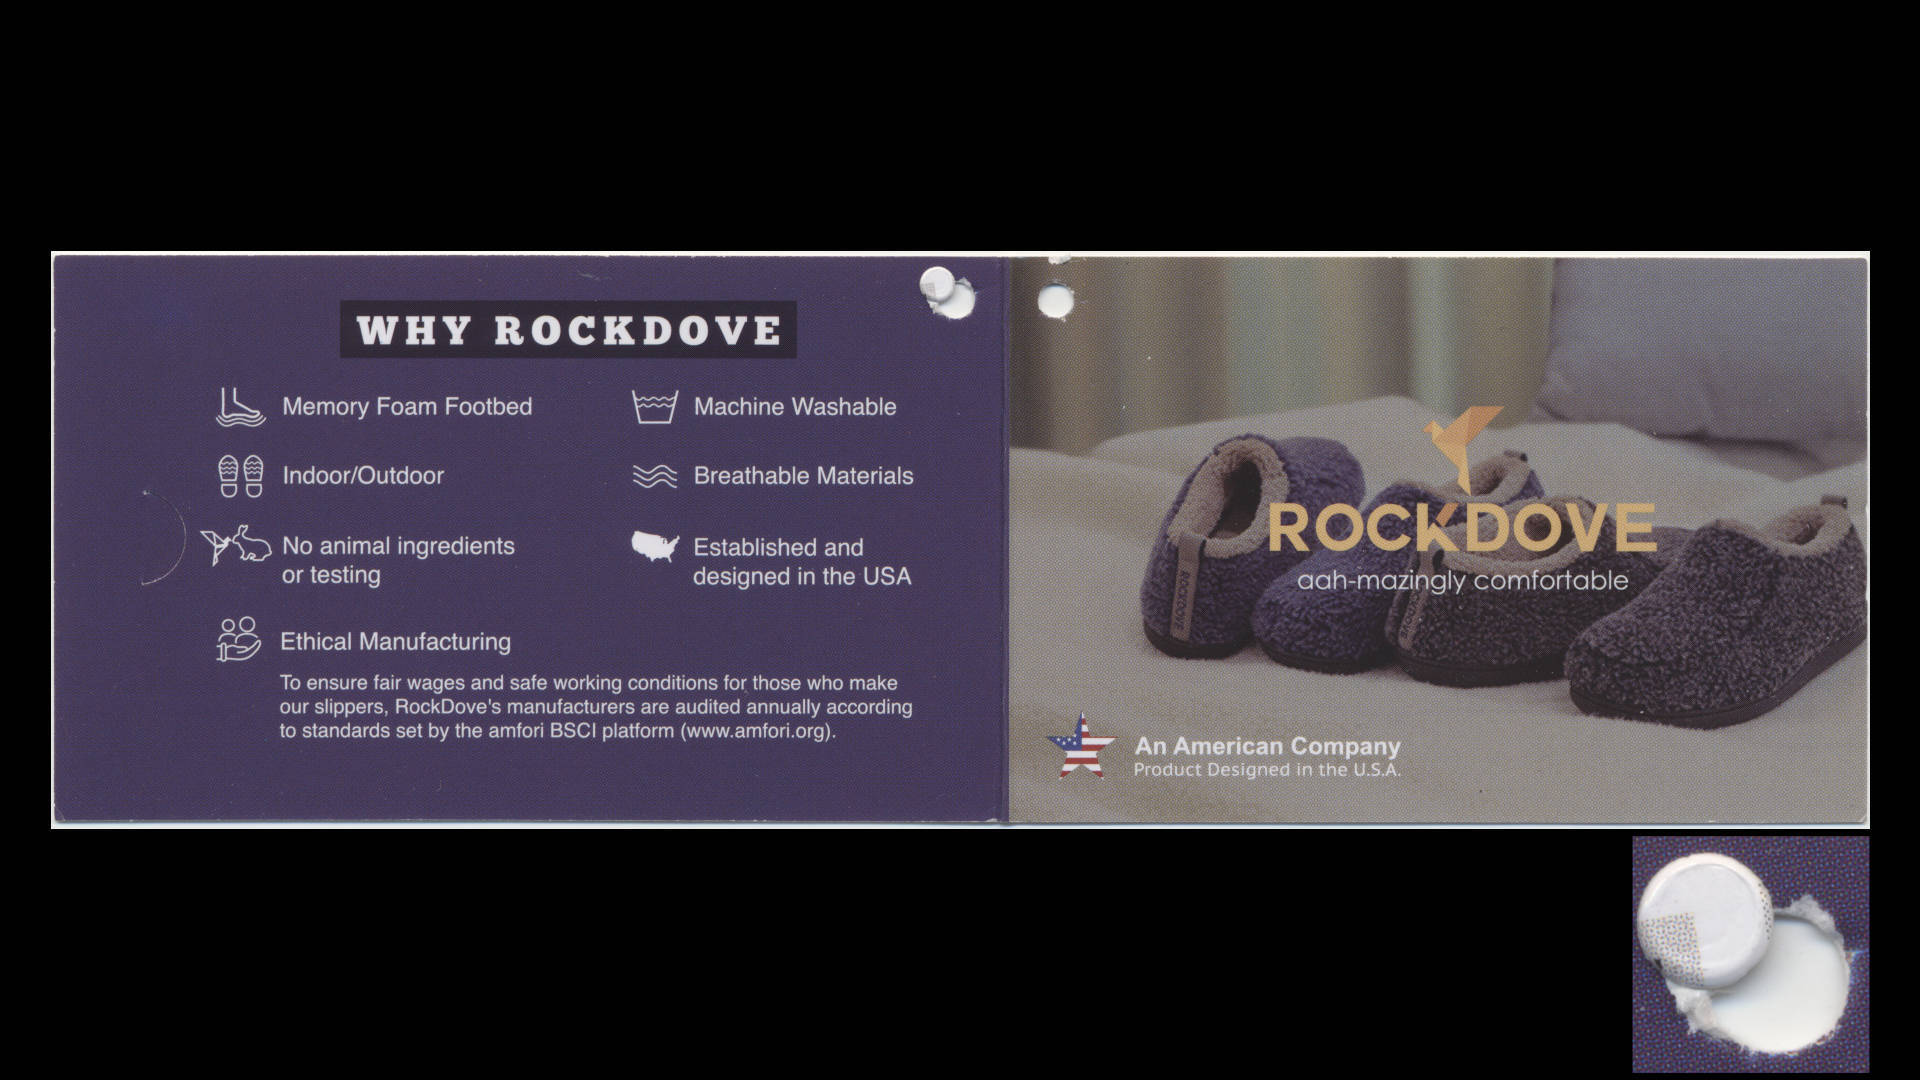 WHY ROCKDOVE
Memory Foam Footbed
Machine Washable
Indoor/Outdoor
Breathable Materials
No animal ingredients
or testing
Established and
designed in the USA
Ethical Manufacturing
To ensure fair wages and safe working conditions for those who make
our slippers, RockDove's manufacturers are audited annually according
to standards set by the amfori BSCI platform (www.amfori.org).
ROCKDOVE
aah-mazingly comfortable
ROCKDOVE
ROCKDOVE
An American Company
Product Designed in the U.S.A.